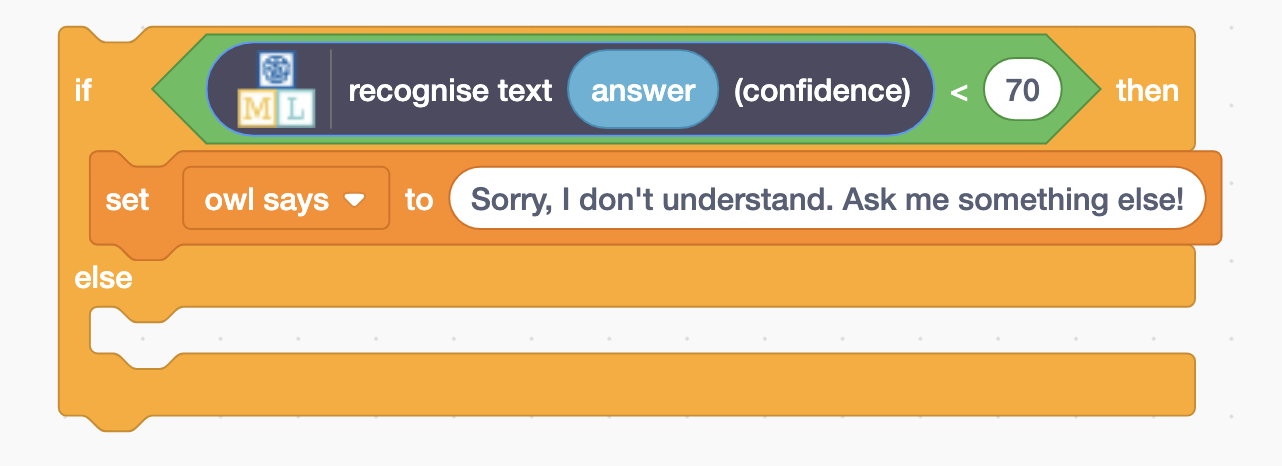 if ML recognise text answer (confidence) < 70 then
set owl says to Sorry, I don't understand. Ask me something else!
else